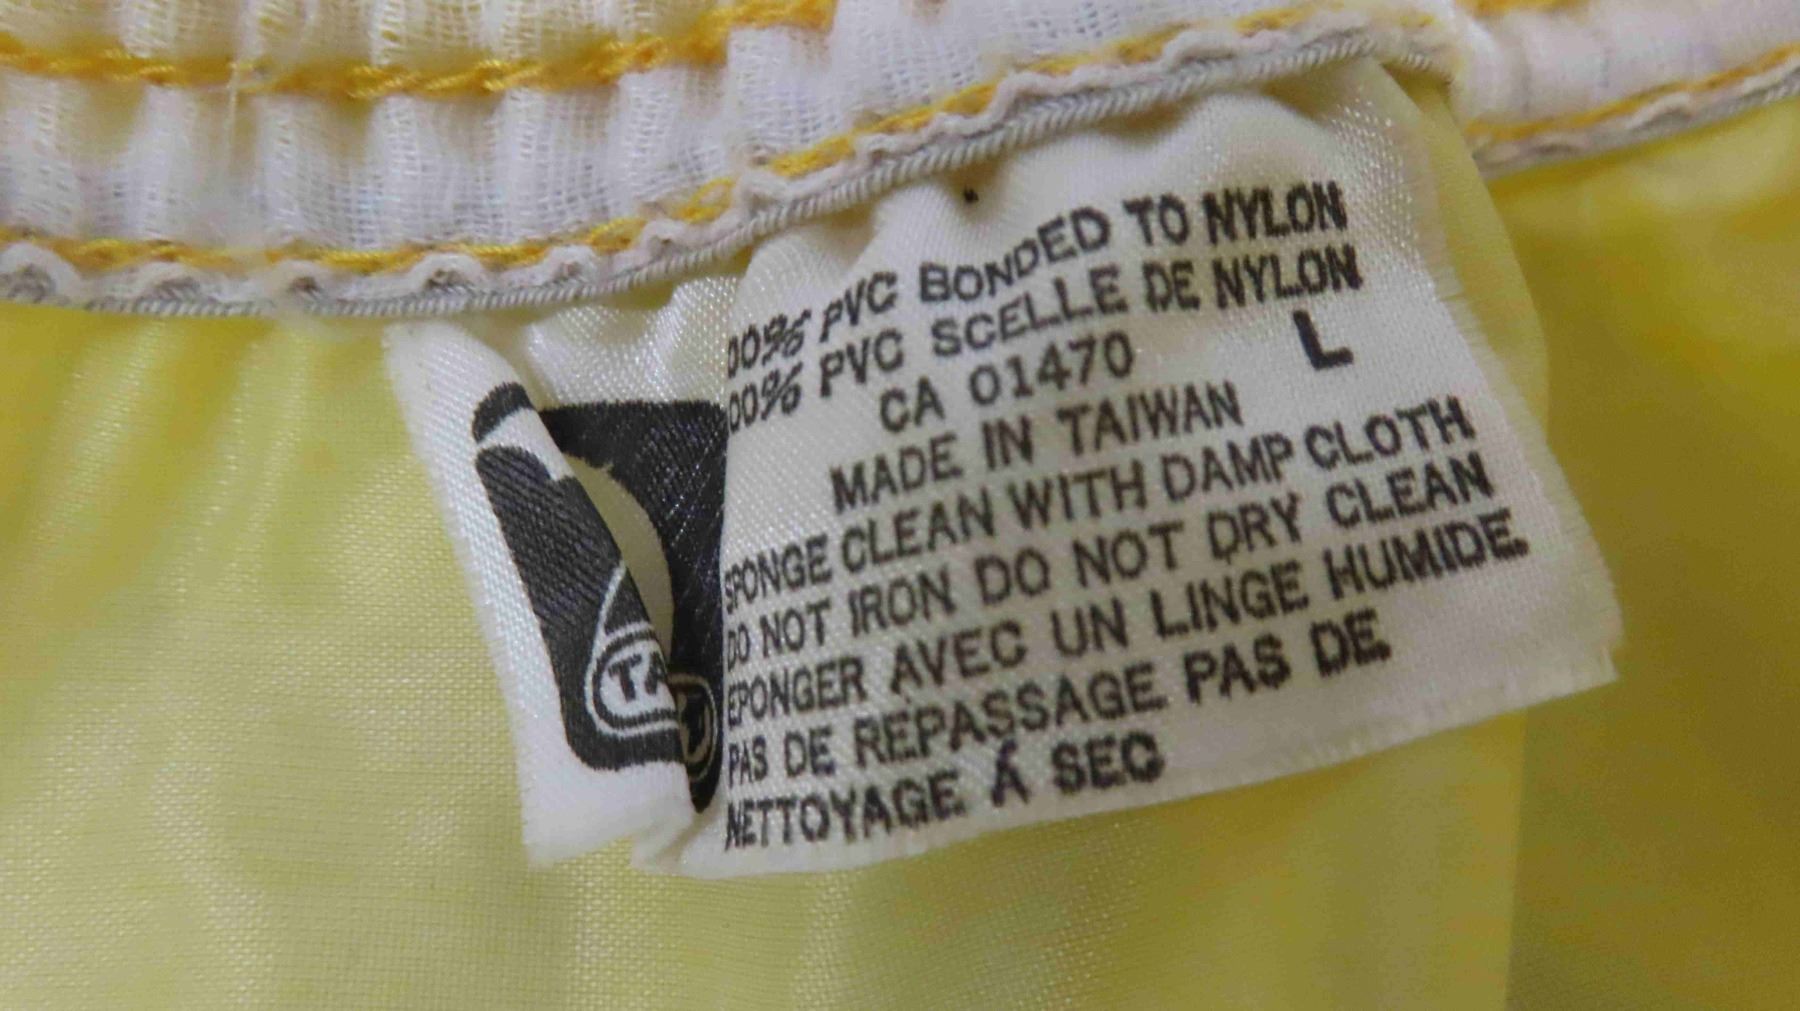 00% PVC BONDED TO NYLON
00% PVC SCELLE DE NYLON
CA 01470 L
MADE IN TAIWAN
SPONGE CLEAN WITH DAMP CLOTH
DO NOT IRON DO NOT DRY CLEAN
EPONGER AVEC UN LINGE HUMIDE.
PAS DE REPASSAGE PAS DE
NETTOYAGE Á SEC